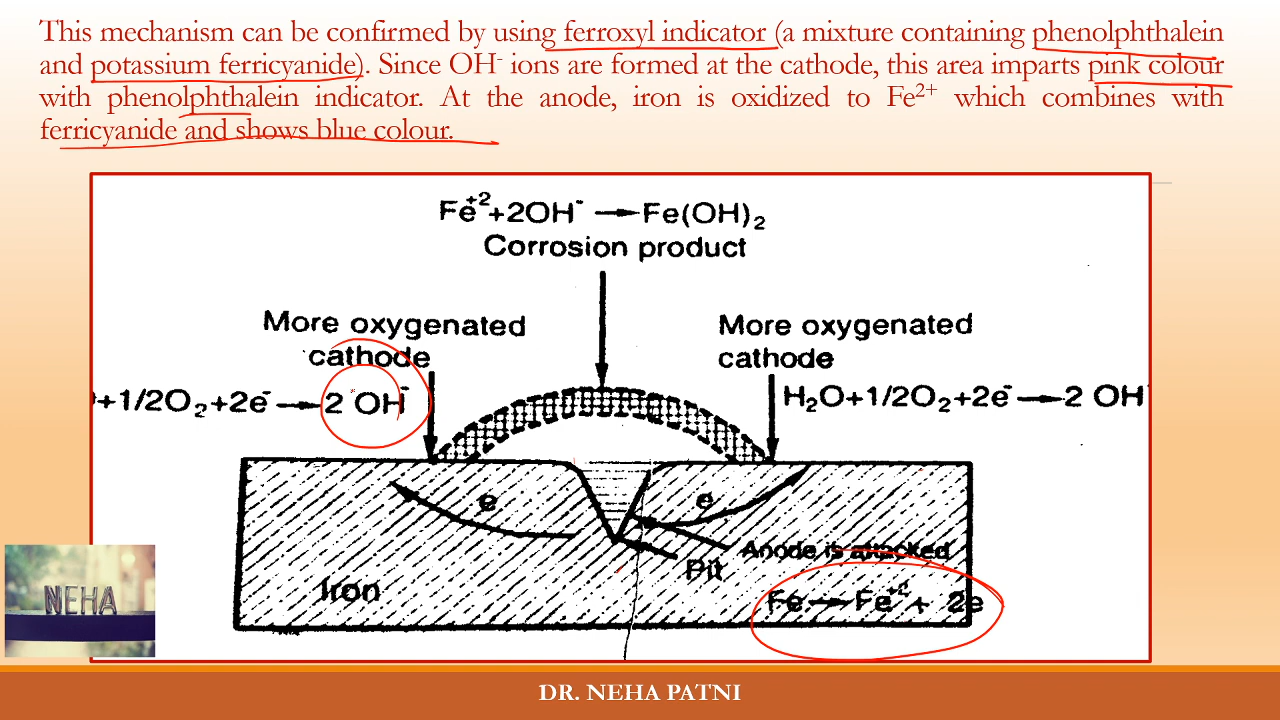 This mechanism can be confirmed by using ferroxyl indicator (a mixture containing phenolphthalein
and potassium ferricyanide). Since OH⁻ ions are formed at the cathode, this area imparts pink colour
with phenolphthalein indicator. At the anode, iron is oxidized to Fe²⁺ which combines with
ferricyanide and shows blue colour.
Fe⁺²+2OH⁻ → Fe(OH)₂
Corrosion product
More oxygenated
cathode
More oxygenated
cathode
+1/2O₂+2e⁻ → 2 OH⁻
H₂O+1/2O₂+2e⁻ → 2 OH⁻
e
e
Anode is attacked
Pit
Iron
Fe → Fe⁺² + 2e
NEHA
DR. NEHA PATNI